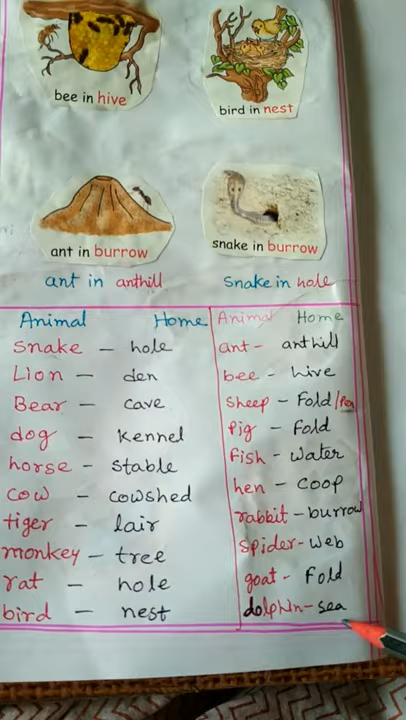 bee in hive
bird in nest
ant in burrow
snake in burrow
ant in anthill
Snake in hole
Animal Home
Snake - hole
Lion - den
Bear - cave
dog - Kennel
horse - stable
cow - cowshed
tiger - lair
monkey - tree
rat - hole
bird - nest
Animal Home
ant - anthill
bee - hive
Sheep - Fold/Pen
Pig - Fold
Fish - Water
hen - coop
rabbit - burrow
Spider - Web
goat - Fold
dolphin - sea